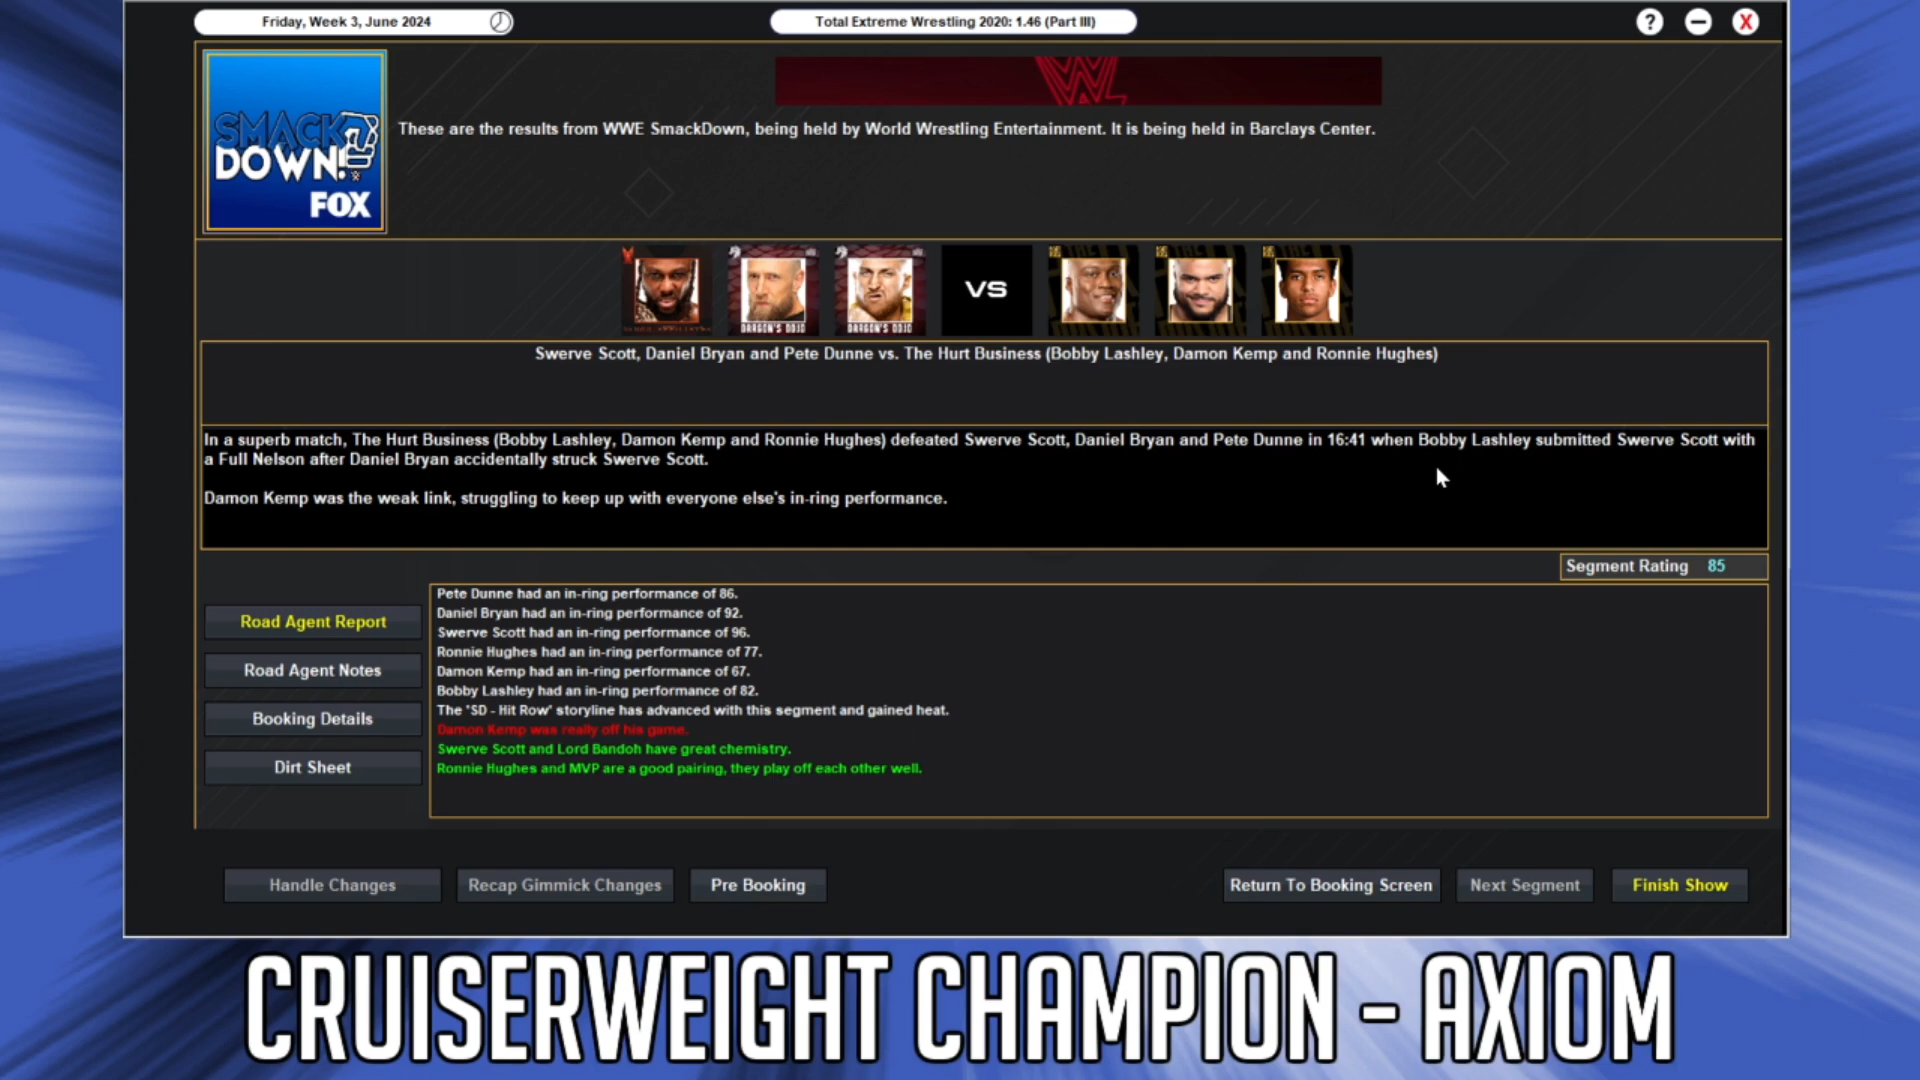 Friday, Week 3, June 2024
Total Extreme Wrestling 2020: 1.46 (Part III)
?
X
SMACK
DOWN!
FOX
These are the results from WWE SmackDown, being held by World Wrestling Entertainment. It is being held in Barclays Center.
DRAGON'S DOJO
DRAGON'S DOJO
VS
Swerve Scott, Daniel Bryan and Pete Dunne vs. The Hurt Business (Bobby Lashley, Damon Kemp and Ronnie Hughes)
In a superb match, The Hurt Business (Bobby Lashley, Damon Kemp and Ronnie Hughes) defeated Swerve Scott, Daniel Bryan and Pete Dunne in 16:41 when Bobby Lashley submitted Swerve Scott with
a Full Nelson after Daniel Bryan accidentally struck Swerve Scott.
Damon Kemp was the weak link, struggling to keep up with everyone else's in-ring performance.
Segment Rating 85
Road Agent Report
Road Agent Notes
Booking Details
Dirt Sheet
Pete Dunne had an in-ring performance of 86.
Daniel Bryan had an in-ring performance of 92.
Swerve Scott had an in-ring performance of 96.
Ronnie Hughes had an in-ring performance of 77.
Damon Kemp had an in-ring performance of 67.
Bobby Lashley had an in-ring performance of 82.
The 'SD - Hit Row' storyline has advanced with this segment and gained heat.
Damon Kemp was really off his game.
Swerve Scott and Lord Bandoh have great chemistry.
Ronnie Hughes and MVP are a good pairing, they play off each other well.
Handle Changes
Recap Gimmick Changes
Pre Booking
Return To Booking Screen
Next Segment
Finish Show
CRUISERWEIGHT CHAMPION - AXIOM